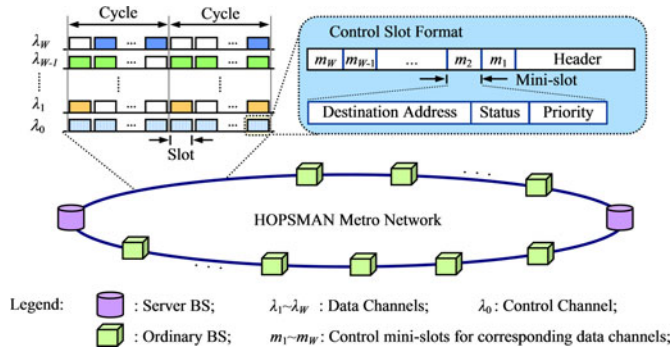 Cycle Cycle
λW ... ...
λW-1 ... ...
λ1 ... ...
λ0 ... ...
Slot
Control Slot Format
mW mW-1 ... m2 m1 Header
Mini-slot
Destination Address Status Priority
. . .
HOPSMAN Metro Network
. . .
Legend: : Server BS; λ1~λW : Data Channels; λ0 : Control Channel;
: Ordinary BS; m1~mW : Control mini-slots for corresponding data channels;